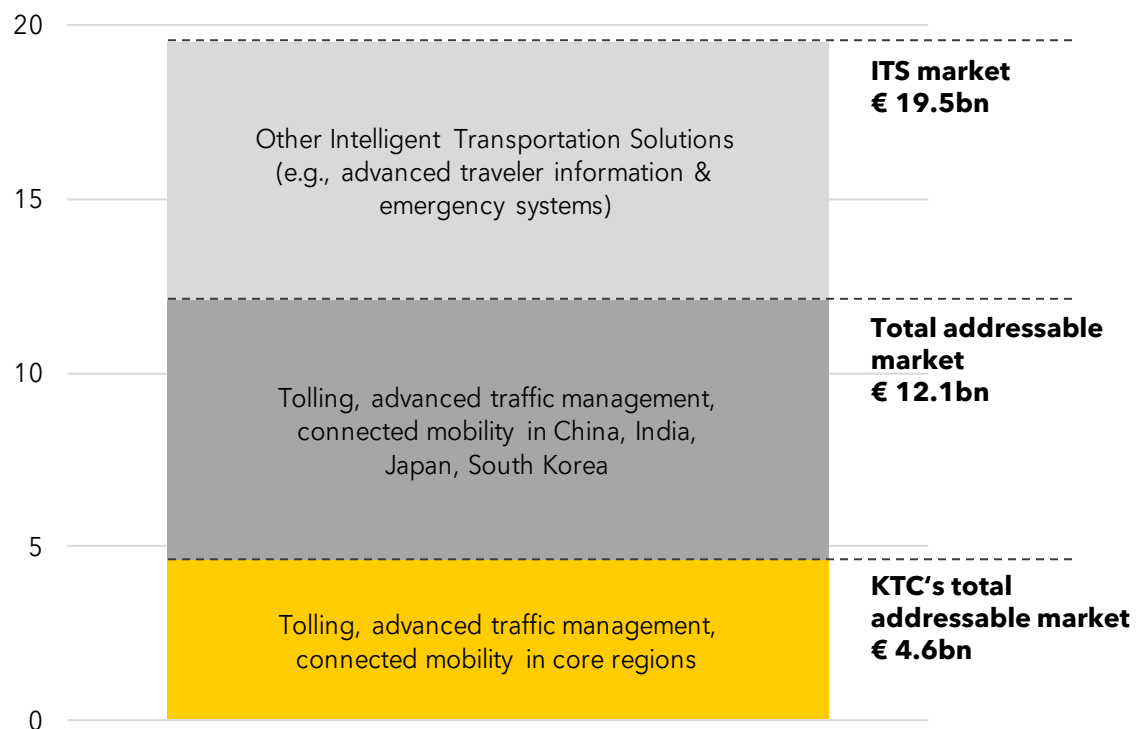 20
ITS market
€ 19.5bn
Other Intelligent Transportation Solutions
(e.g., advanced traveler information &
emergency systems)
15
Total addressable
market
€ 12.1bn
10
Tolling, advanced traffic management,
connected mobility in China, India,
Japan, South Korea
5
KTC‘s total
addressable market
€ 4.6bn
Tolling, advanced traffic management,
connected mobility in core regions
0